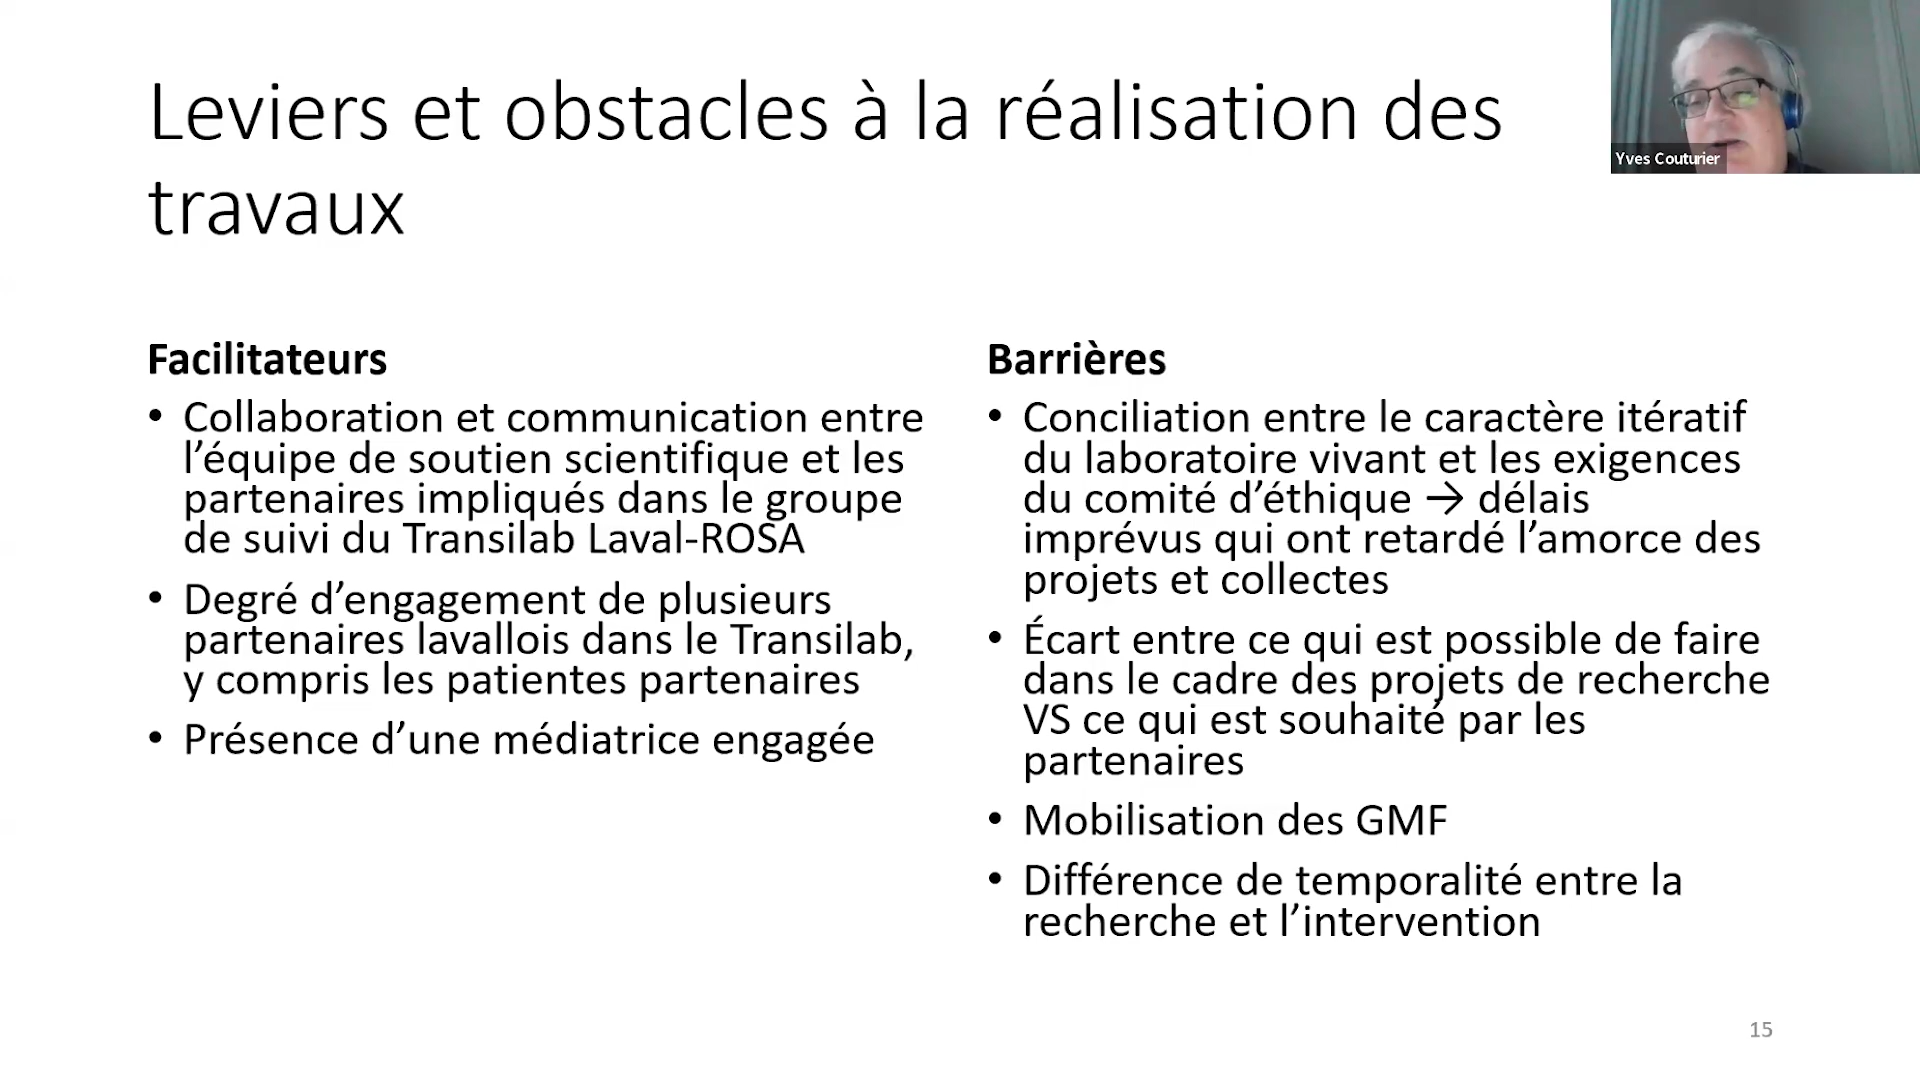 Leviers et obstacles à la réalisation des
travaux
Yves Couturier
Facilitateurs
• Collaboration et communication entre
l’équipe de soutien scientifique et les
partenaires impliqués dans le groupe
de suivi du Transilab Laval-ROSA
• Degré d’engagement de plusieurs
partenaires lavallois dans le Transilab,
y compris les patientes partenaires
• Présence d’une médiatrice engagée
Barrières
• Conciliation entre le caractère itératif
du laboratoire vivant et les exigences
du comité d’éthique → délais
imprévus qui ont retardé l’amorce des
projets et collectes
• Écart entre ce qui est possible de faire
dans le cadre des projets de recherche
VS ce qui est souhaité par les
partenaires
• Mobilisation des GMF
• Différence de temporalité entre la
recherche et l’intervention
15